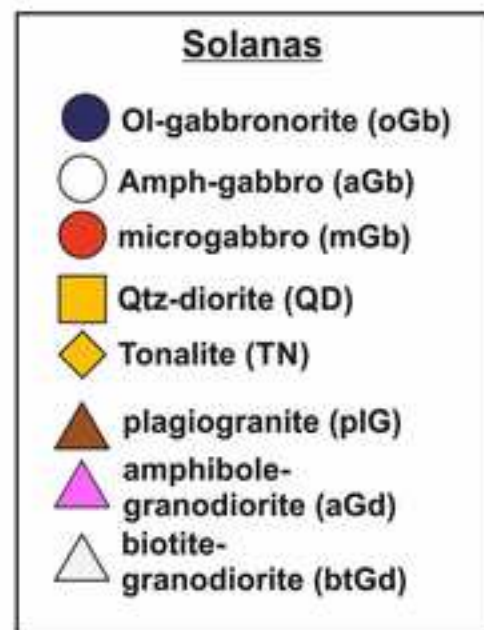 Solanas
Ol-gabbronorite (oGb)
Amph-gabbro (aGb)
microgabbro (mGb)
Qtz-diorite (QD)
Tonalite (TN)
plagiogranite (plG)
amphibole-
granodiorite (aGd)
biotite-
granodiorite (btGd)